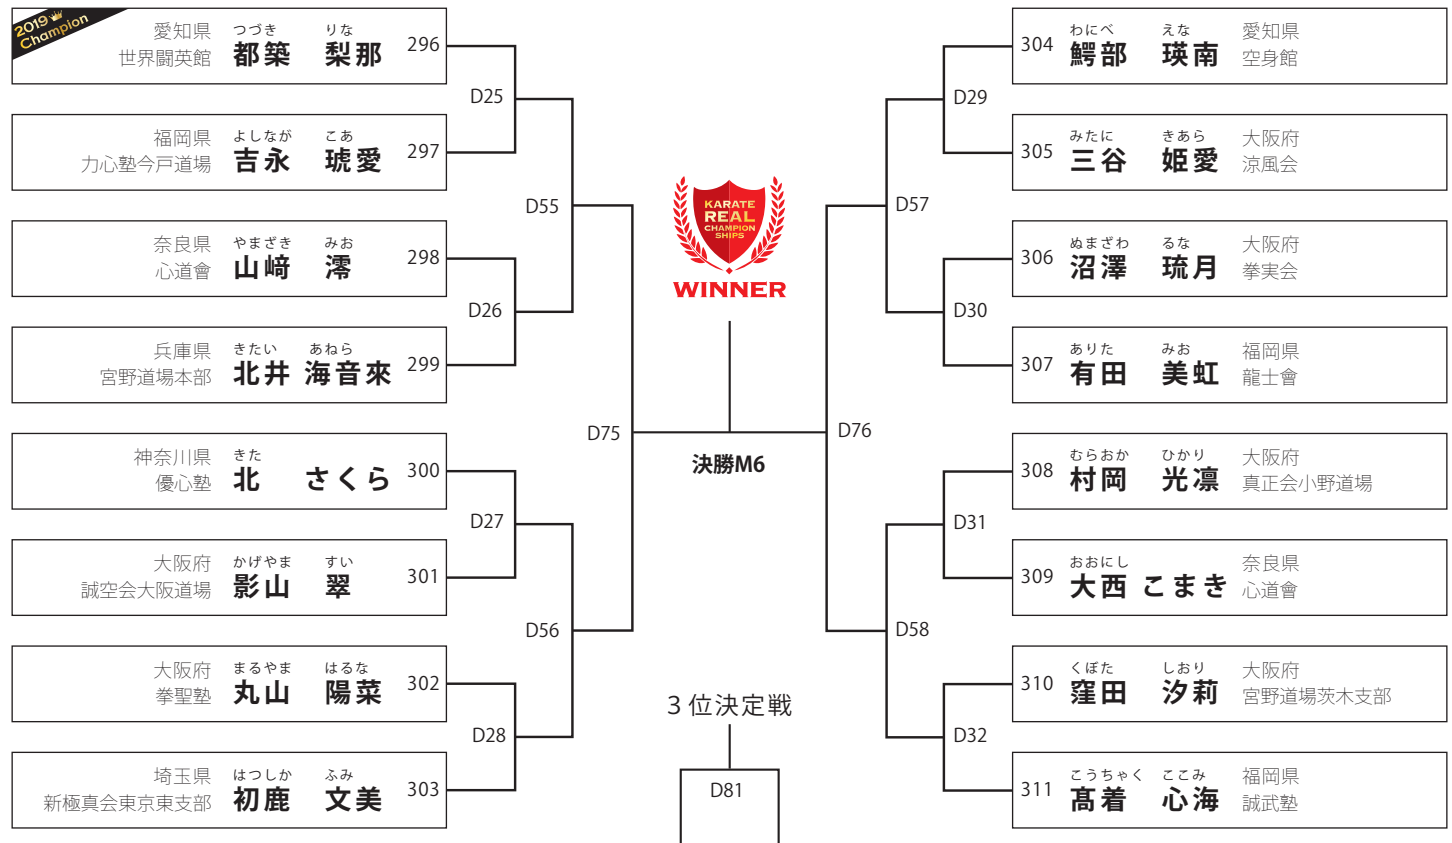 2019
Champion
愛知県
世界闘英館
つづき りな
都築 梨那
296
福岡県
力心塾今戸道場
よしなが こあ
吉永 琥愛
297
奈良県
心道會
やまざき みお
山﨑 澪
298
兵庫県
宮野道場本部
きたい あねら
北井 海音來
299
神奈川県
優心塾
きた
北 さくら
300
大阪府
誠空会大阪道場
かげやま すい
影山 翠
301
大阪府
拳聖塾
まるやま はるな
丸山 陽菜
302
埼玉県
新極真会東京東支部
はつしか ふみ
初鹿 文美
303
D25
D26
D27
D28
D55
D56
D75
KARATE
REAL
CHAMPION
SHIPS
WINNER
決勝M6
3位決定戦
D81
D76
D57
D58
D29
D30
D31
D32
304
わにべ えな
鰐部 瑛南
愛知県
空身館
305
みたに きあら
三谷 姫愛
大阪府
涼風会
306
ぬまざわ るな
沼澤 琉月
大阪府
拳実会
307
ありた みお
有田 美虹
福岡県
龍士會
308
むらおか ひかり
村岡 光凛
大阪府
真正会小野道場
309
おおにし
大西 こまき
奈良県
心道會
310
くぼた しおり
窪田 汐莉
大阪府
宮野道場茨木支部
311
こうちゃく ここみ
髙着 心海
福岡県
誠武塾